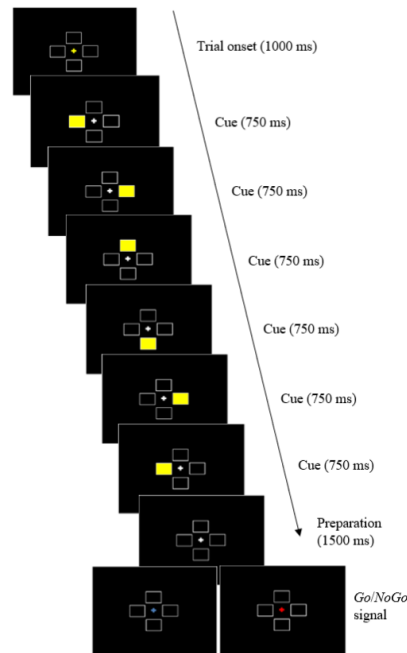 Trial onset (1000 ms)
Cue (750 ms)
Cue (750 ms)
Cue (750 ms)
Cue (750 ms)
Cue (750 ms)
Cue (750 ms)
Preparation
(1500 ms)
Go/NoGo
signal